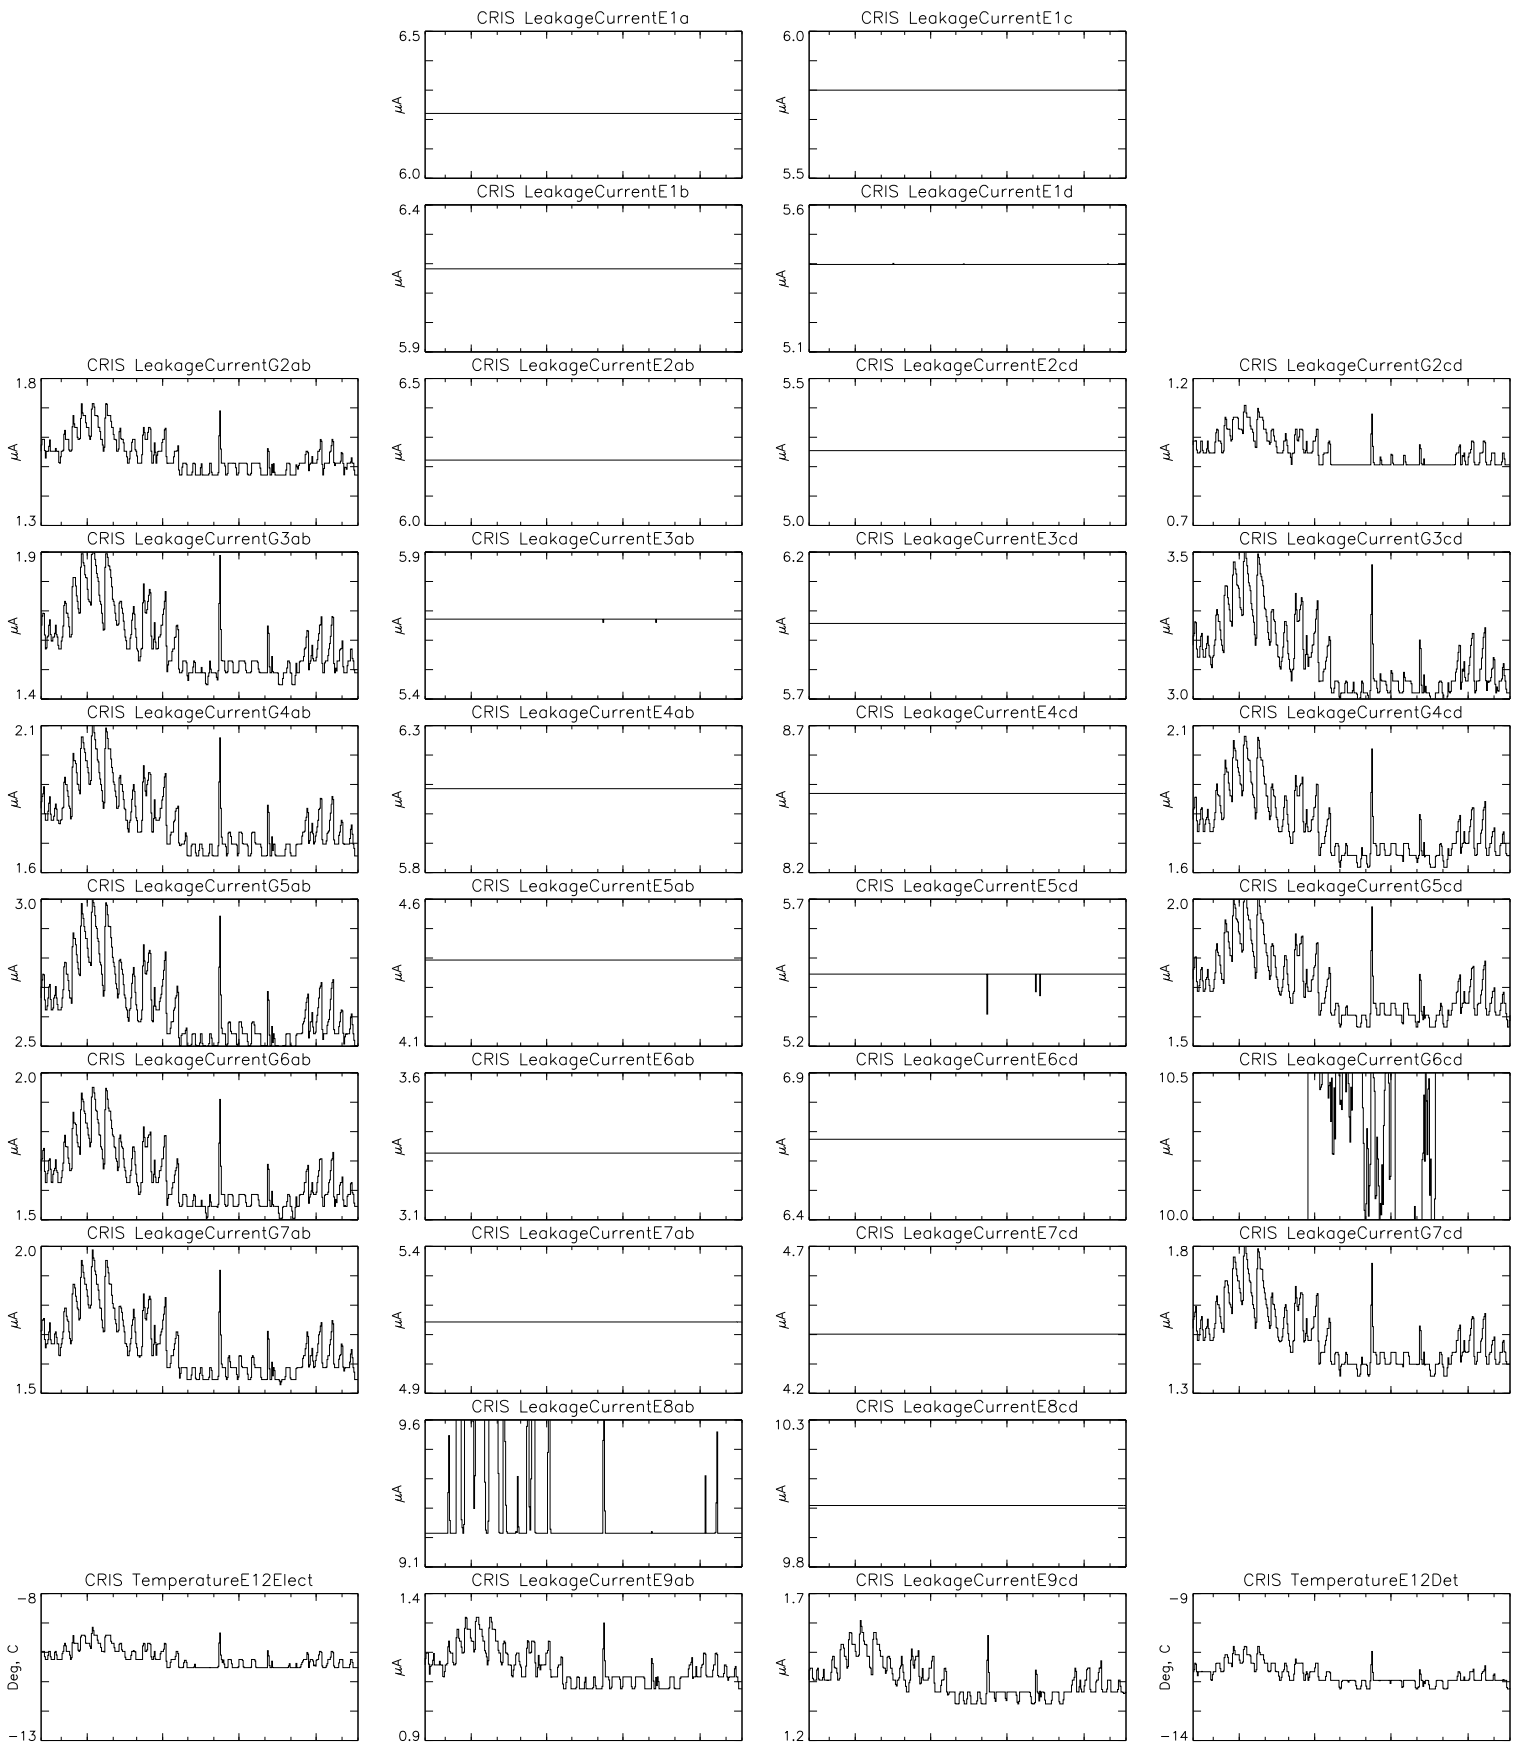 CRIS LeakageCurrentE1a
CRIS LeakageCurrentE1c
6.5
μA
6.0
6.0
μA
5.5
CRIS LeakageCurrentE1b
CRIS LeakageCurrentE1d
6.4
μA
5.9
5.6
μA
5.1
CRIS LeakageCurrentG2ab
CRIS LeakageCurrentE2ab
CRIS LeakageCurrentE2cd
CRIS LeakageCurrentG2cd
1.8
μA
1.3
6.5
μA
6.0
5.5
μA
5.0
1.2
μA
0.7
CRIS LeakageCurrentG3ab
CRIS LeakageCurrentE3ab
CRIS LeakageCurrentE3cd
CRIS LeakageCurrentG3cd
1.9
μA
1.4
5.9
μA
5.4
6.2
μA
5.7
3.5
μA
3.0
CRIS LeakageCurrentG4ab
CRIS LeakageCurrentE4ab
CRIS LeakageCurrentE4cd
CRIS LeakageCurrentG4cd
2.1
μA
1.6
6.3
μA
5.8
8.7
μA
8.2
2.1
μA
1.6
CRIS LeakageCurrentG5ab
CRIS LeakageCurrentE5ab
CRIS LeakageCurrentE5cd
CRIS LeakageCurrentG5cd
3.0
μA
2.5
4.6
μA
4.1
5.7
μA
5.2
2.0
μA
1.5
CRIS LeakageCurrentG6ab
CRIS LeakageCurrentE6ab
CRIS LeakageCurrentE6cd
CRIS LeakageCurrentG6cd
2.0
μA
1.5
3.6
μA
3.1
6.9
μA
6.4
10.5
μA
10.0
CRIS LeakageCurrentG7ab
CRIS LeakageCurrentE7ab
CRIS LeakageCurrentE7cd
CRIS LeakageCurrentG7cd
2.0
μA
1.5
5.4
μA
4.9
4.7
μA
4.2
1.8
μA
1.3
CRIS LeakageCurrentE8ab
CRIS LeakageCurrentE8cd
9.6
μA
9.1
10.3
μA
9.8
CRIS TemperatureE12Elect
CRIS LeakageCurrentE9ab
CRIS LeakageCurrentE9cd
CRIS TemperatureE12Det
-8
Deg, C
-13
1.4
μA
0.9
1.7
μA
1.2
-9
Deg, C
-14